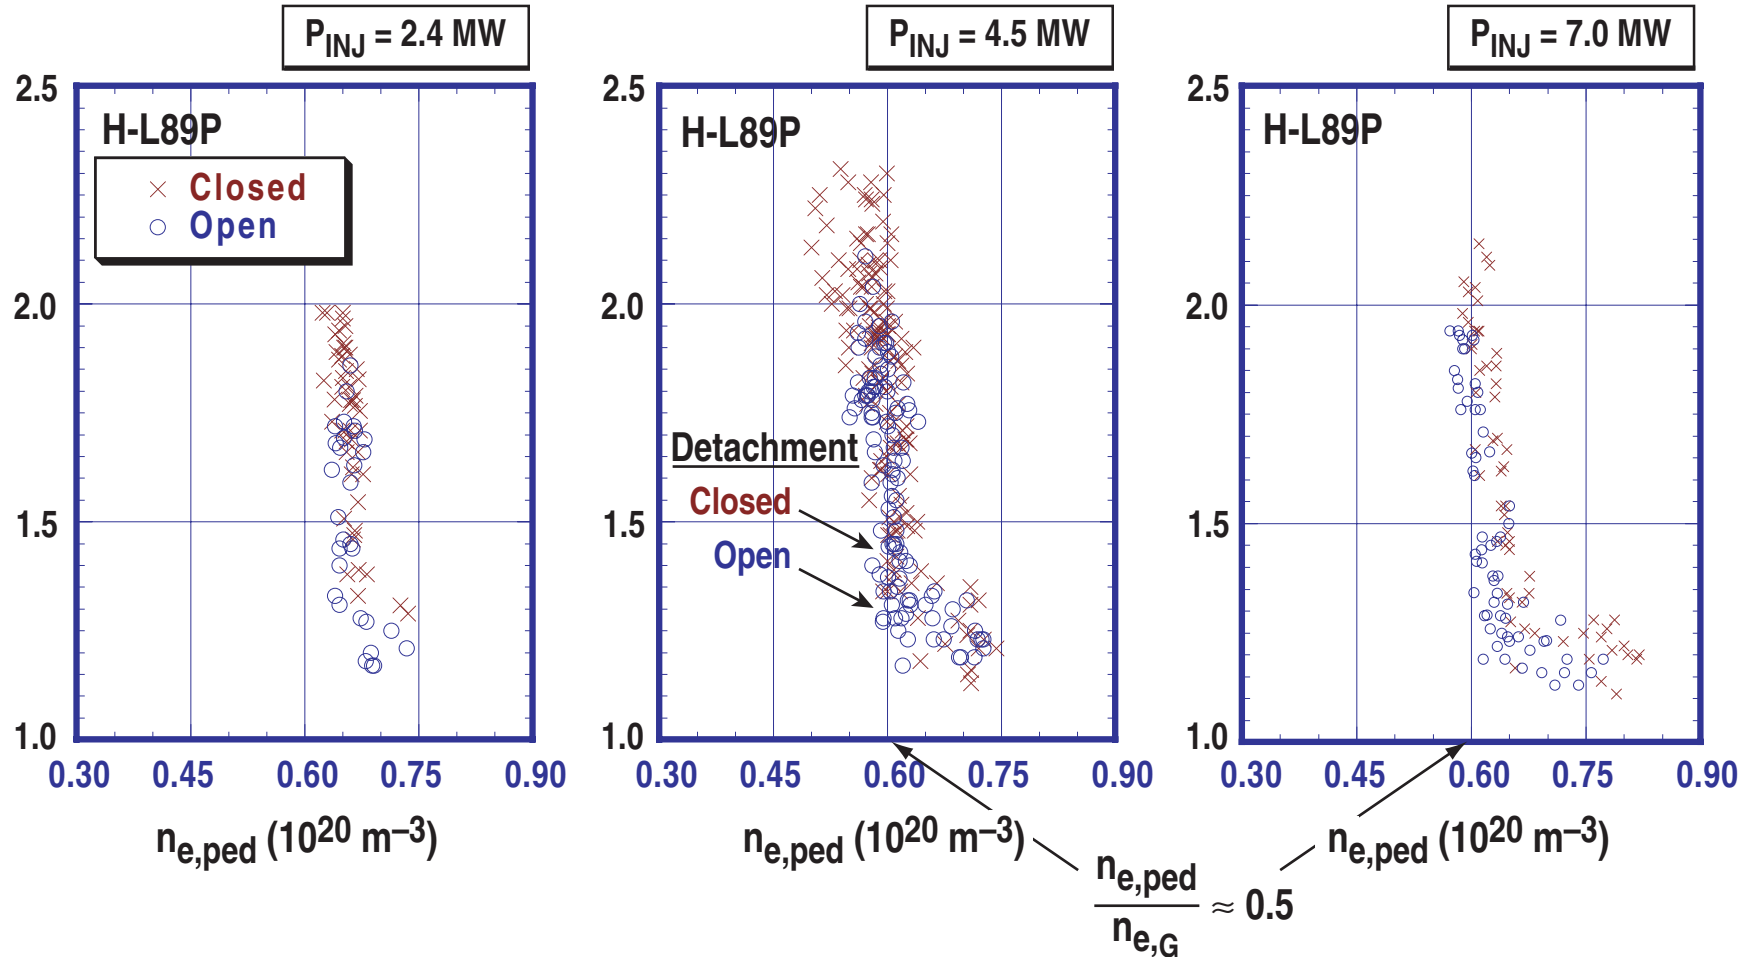 P_INJ = 2.4 MW
P_INJ = 4.5 MW
P_INJ = 7.0 MW
2.5
2.0
1.5
1.0
H-L89P
Closed
Open
0.30 0.45 0.60 0.75 0.90
n_e,ped (10^20 m^–3)
2.5
2.0
1.5
1.0
H-L89P
Detachment
Closed
Open
0.30 0.45 0.60 0.75 0.90
n_e,ped (10^20 m^–3)
2.5
2.0
1.5
1.0
H-L89P
0.30 0.45 0.60 0.75 0.90
n_e,ped (10^20 m^–3)
n_e,ped
n_e,G
≈ 0.5